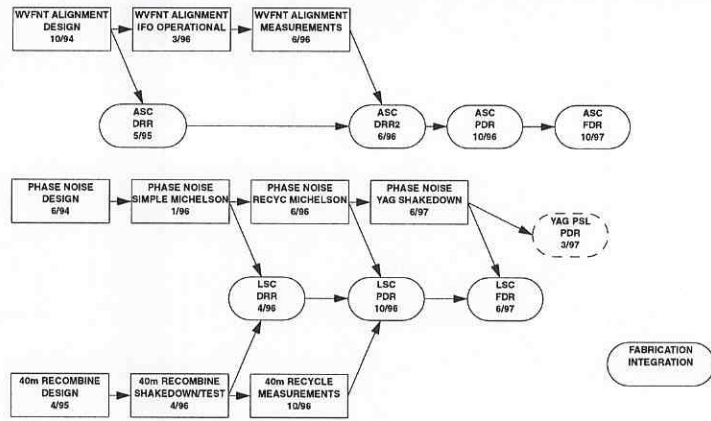 WVFNT ALIGNMENT
DESIGN
10/94
WVFNT ALIGNMENT
IFO OPERATIONAL
3/96
WVFNT ALIGNMENT
MEASUREMENTS
6/96
ASC
DRR
5/95
ASC
DRR2
6/96
ASC
PDR
10/96
ASC
FDR
10/97
PHASE NOISE
DESIGN
6/94
PHASE NOISE
SIMPLE MICHELSON
1/96
PHASE NOISE
RECYC MICHELSON
6/96
PHASE NOISE
YAG SHAKEDOWN
6/97
YAG PSL
PDR
3/97
LSC
DRR
4/96
LSC
PDR
10/96
LSC
FDR
6/97
FABRICATION
INTEGRATION
40m RECOMBINE
DESIGN
4/95
40m RECOMBINE
SHAKEDOWN/TEST
4/96
40m RECYCLE
MEASUREMENTS
10/96